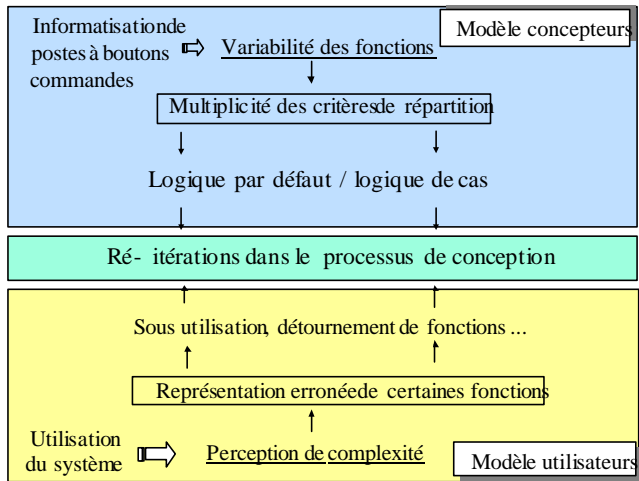 Informatisationde
postes à boutons
commandes
Variabilité des fonctions
Modèle concepteurs
Multiplicité des critèresde répartition
Logique par défaut / logique de cas
Ré- itérations dans le processus de conception
Sous utilisation, détournement de fonctions ...
Représentation erronéede certaines fonctions
Utilisation
du système
Perception de complexité
Modèle utilisateurs